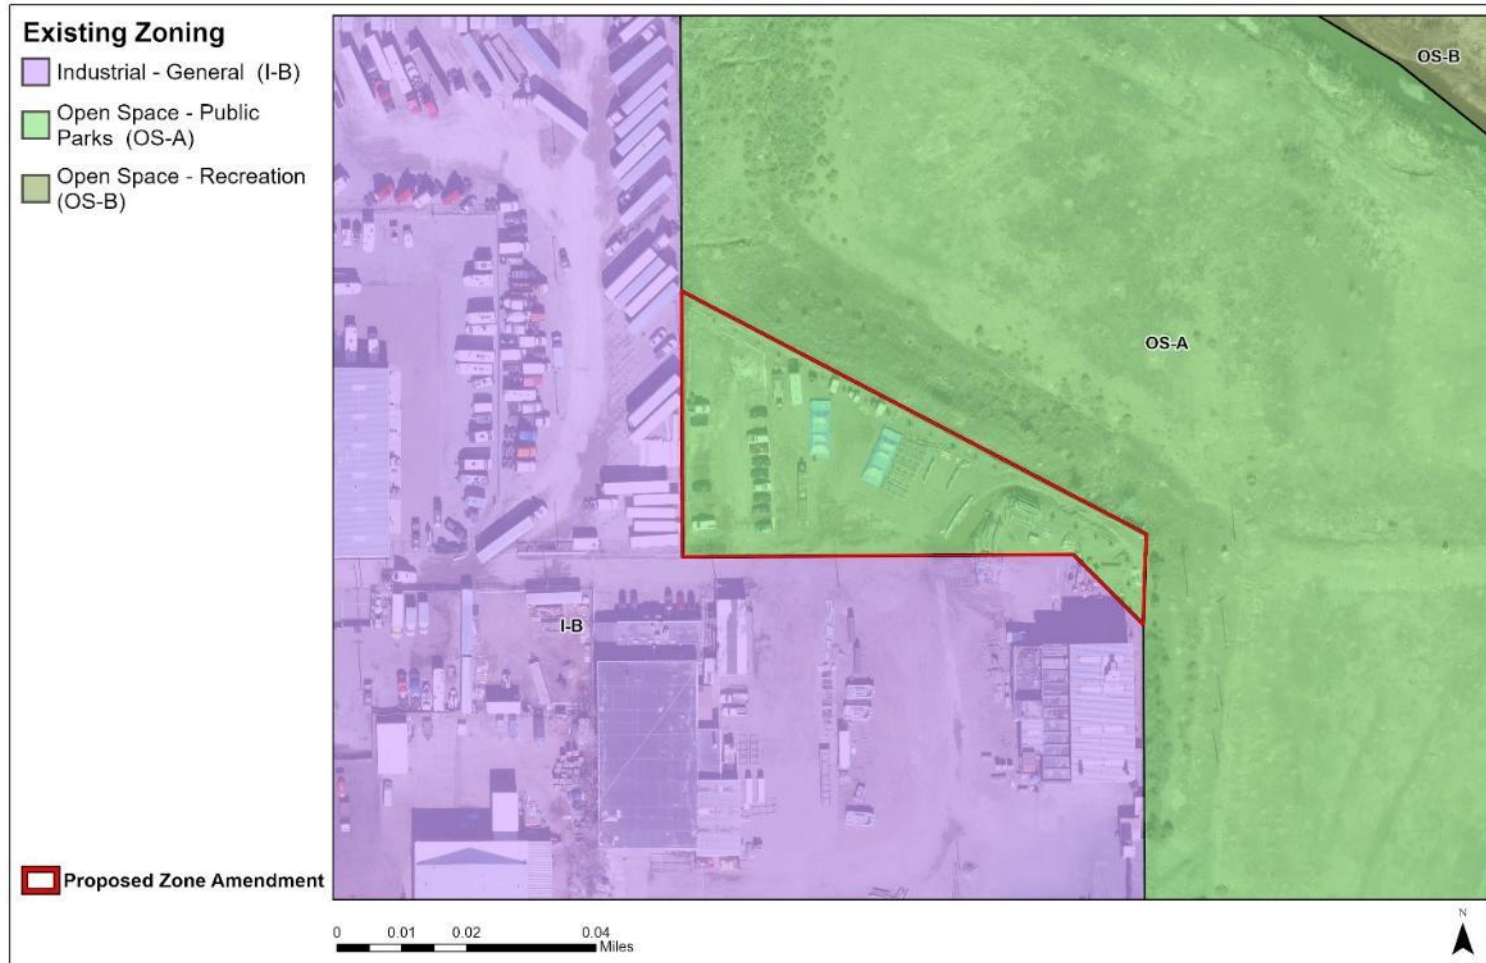 Existing Zoning
Industrial - General (I-B)
Open Space - Public
Parks (OS-A)
Open Space - Recreation
(OS-B)
Proposed Zone Amendment
OS-B
OS-A
I-B
0 0.01 0.02 0.04
Miles
N